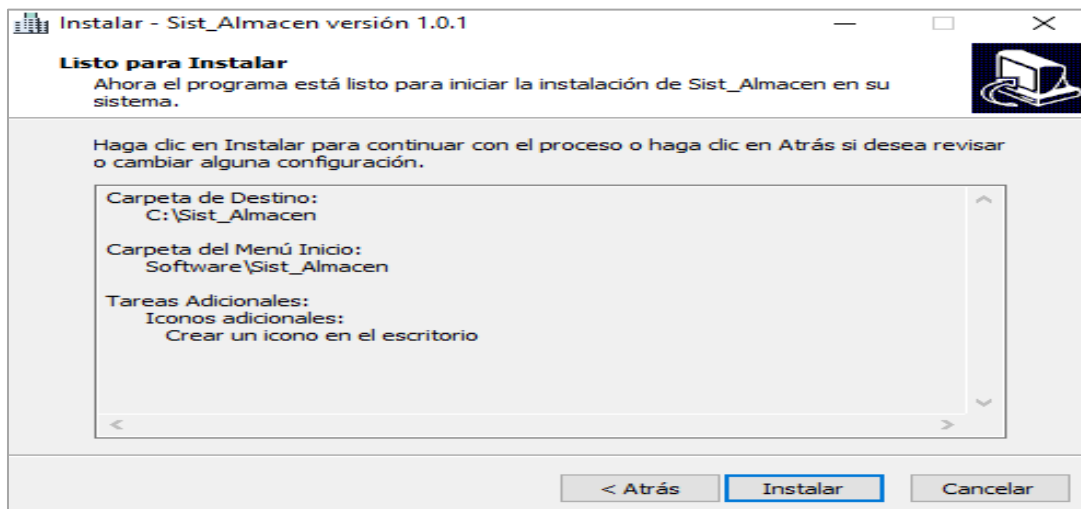 Instalar - Sist_Almacen versión 1.0.1
Listo para Instalar
Ahora el programa está listo para iniciar la instalación de Sist_Almacen en su
sistema.
Haga clic en Instalar para continuar con el proceso o haga clic en Atrás si desea revisar
o cambiar alguna configuración.
Carpeta de Destino:
C:\Sist_Almacen
Carpeta del Menú Inicio:
Software\Sist_Almacen
Tareas Adicionales:
Iconos adicionales:
Crear un icono en el escritorio
< Atrás
Instalar
Cancelar